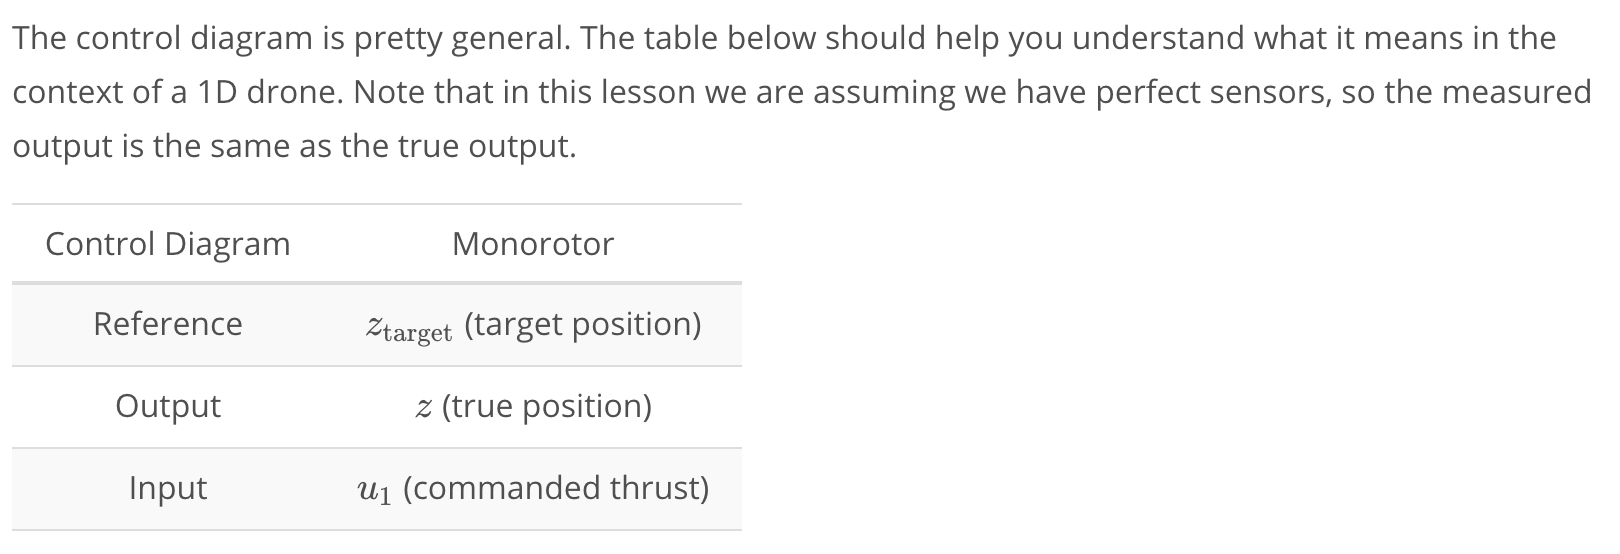 The control diagram is pretty general. The table below should help you understand what it means in the
context of a 1D drone. Note that in this lesson we are assuming we have perfect sensors, so the measured
output is the same as the true output.
Control Diagram Monorotor
Reference z_target (target position)
Output z (true position)
Input u_1 (commanded thrust)